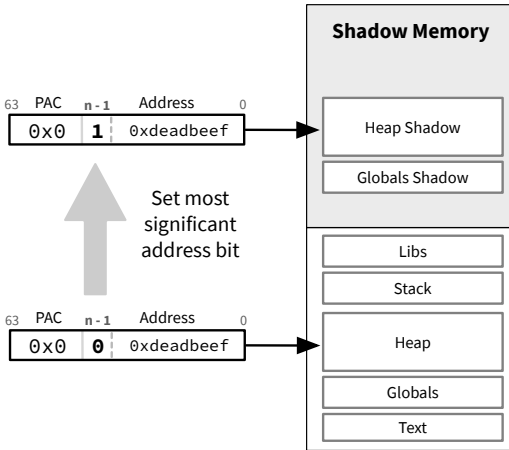 Shadow Memory
63 PAC n-1 Address 0
0x0 1 0xdeadbeef
Heap Shadow
Globals Shadow
Set most
significant
address bit
Libs
Stack
63 PAC n-1 Address 0
0x0 0 0xdeadbeef
Heap
Globals
Text